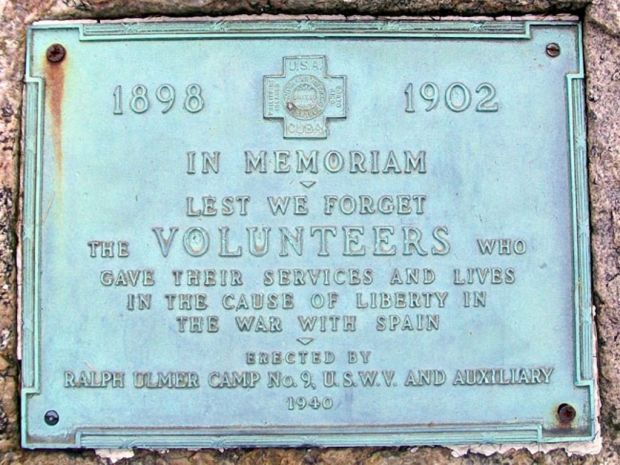 1898 U.S.A. 1902
CUBA
IN MEMORIAM
LEST WE FORGET
THE VOLUNTEERS WHO
GAVE THEIR SERVICES AND LIVES
IN THE CAUSE OF LIBERTY IN
THE WAR WITH SPAIN
ERECTED BY
RALPH ULMER CAMP No. 9, U.S.W.V. AND AUXILIARY
1940